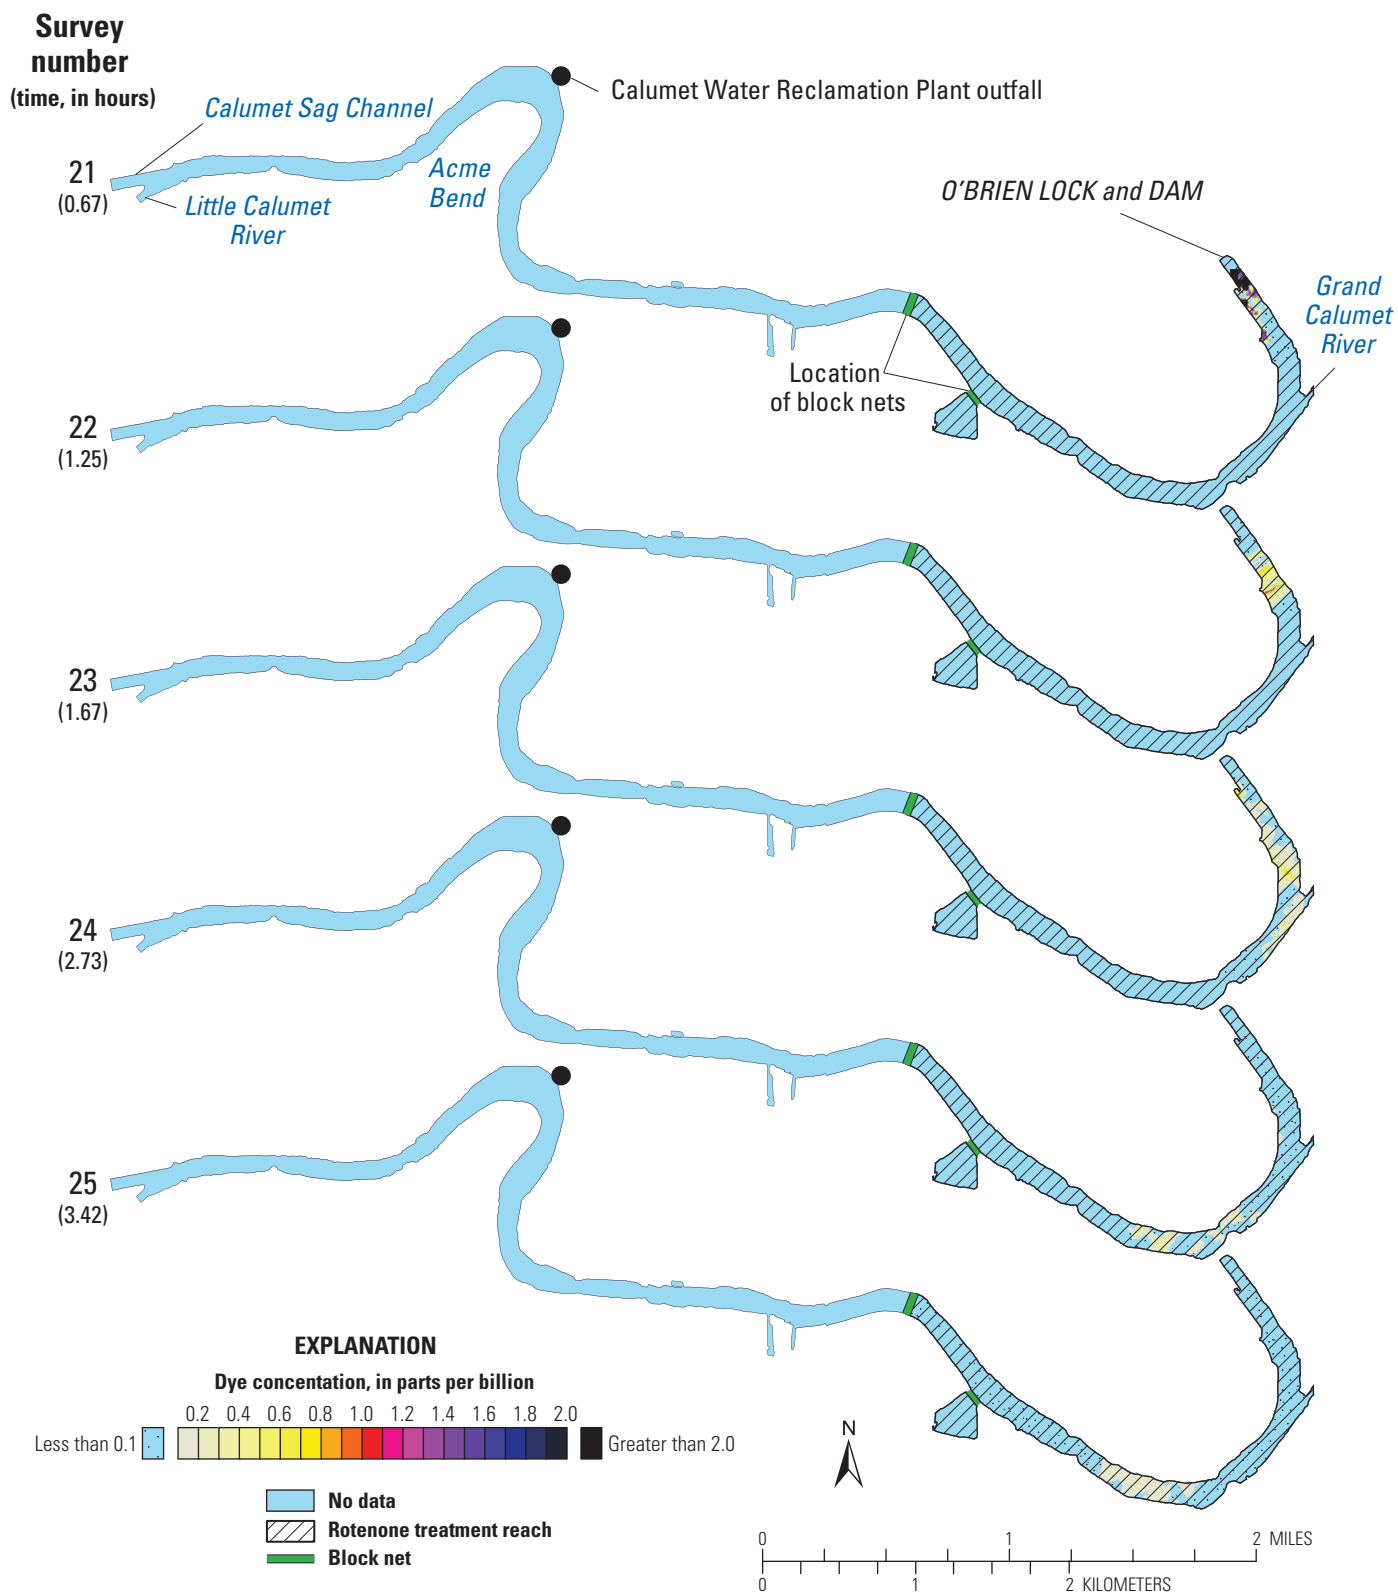 Survey
number
(time, in hours)
Calumet Sag Channel
Calumet Water Reclamation Plant outfall
21
(0.67)
Acme
Bend
Little Calumet
River
O'BRIEN LOCK and DAM
Grand
Calumet
River
Location
of block nets
22
(1.25)
23
(1.67)
24
(2.73)
25
(3.42)
EXPLANATION
Dye concentation, in parts per billion
0.2 0.4 0.6 0.8 1.0 1.2 1.4 1.6 1.8 2.0
Less than 0.1
Greater than 2.0
No data
Rotenone treatment reach
Block net
N
0 1 2 MILES
0 1 2 KILOMETERS